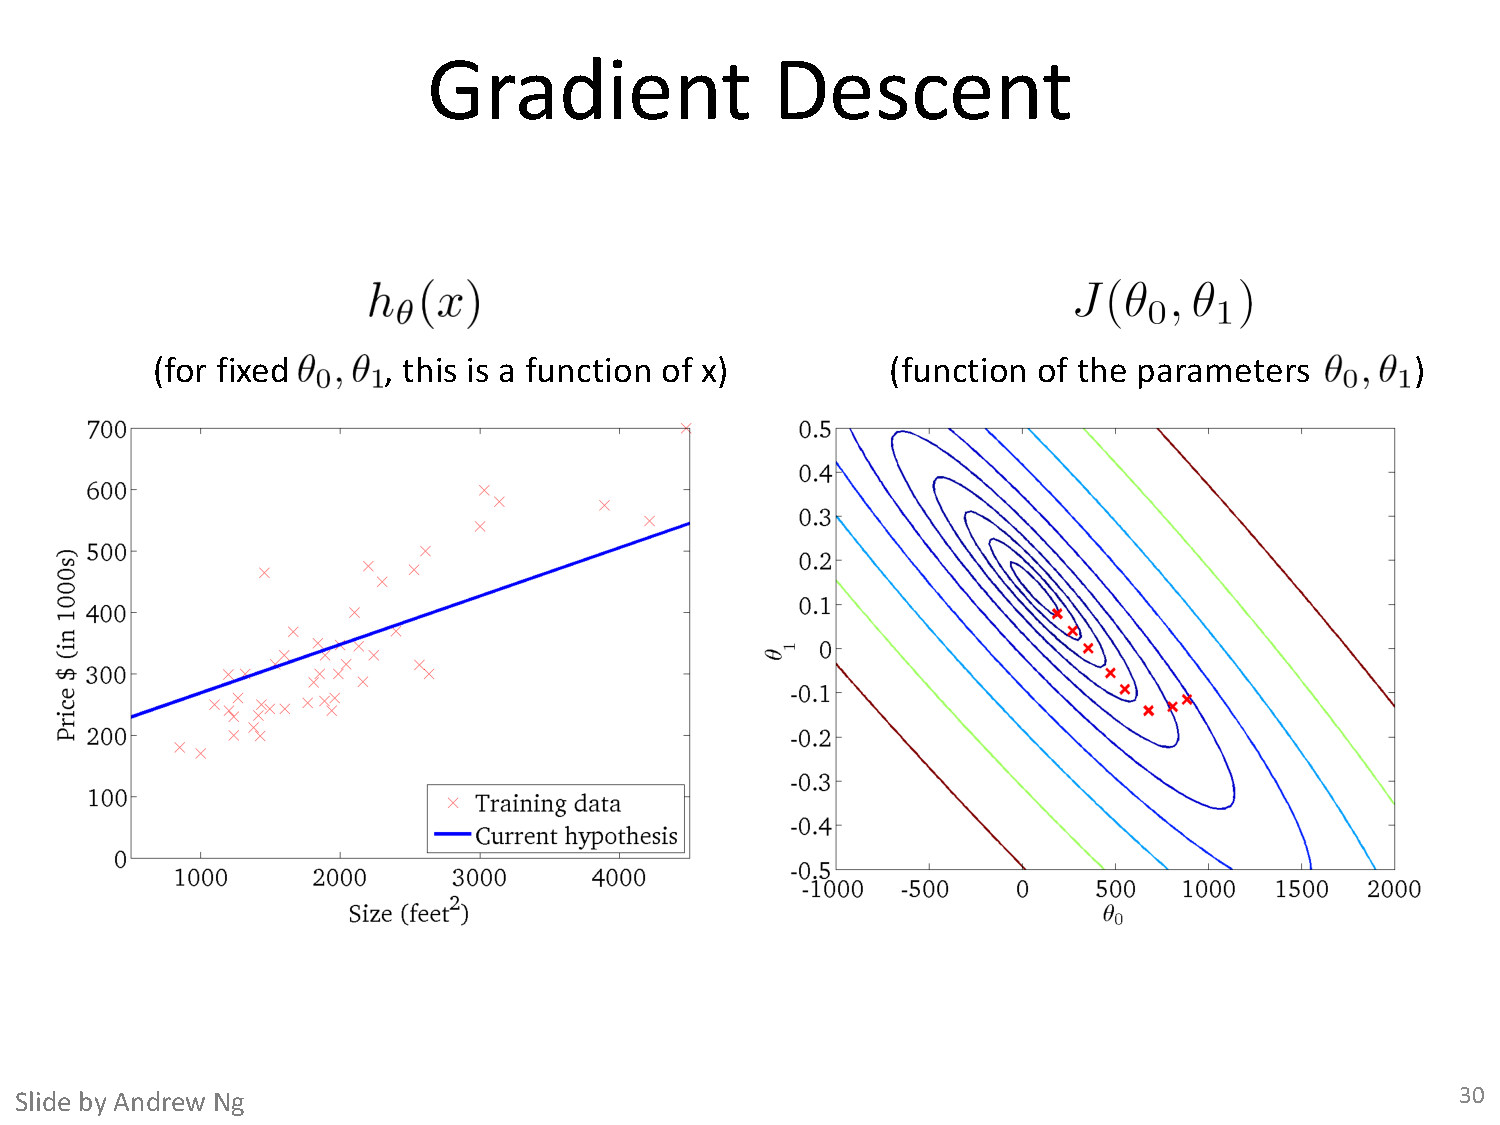 Gradient Descent
hθ(x)
(for fixed θ0, θ1, this is a function of x)
700
600
500
400
300
200
100
0
Price $ (in 1000s)
Training data
Current hypothesis
1000 2000 3000 4000
Size (feet2)
J(θ0, θ1)
(function of the parameters θ0, θ1)
0.5
0.4
0.3
0.2
0.1
0
-0.1
-0.2
-0.3
-0.4
-0.5
θ1
-1000 -500 0 500 1000 1500 2000
θ0
Slide by Andrew Ng
30